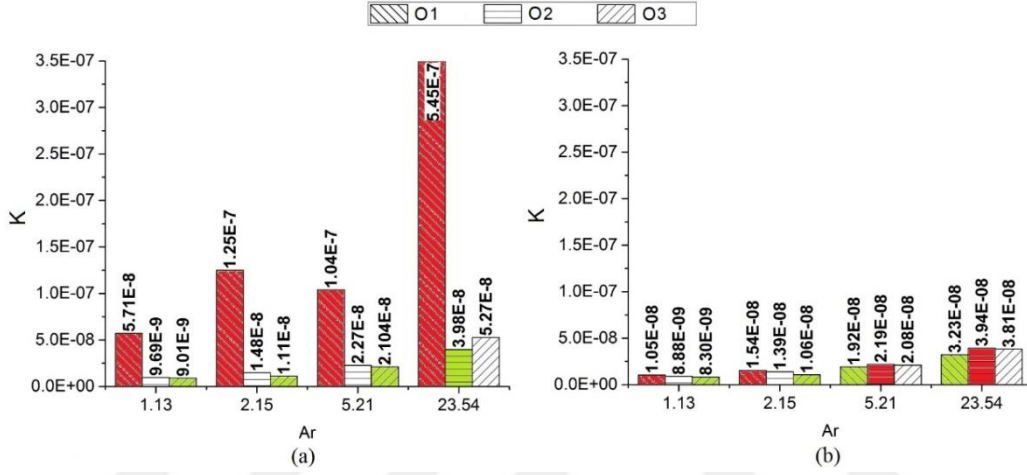 O1 O2 O3
3.5E-07
3.0E-07
2.5E-07
2.0E-07
1.5E-07
1.0E-07
5.0E-08
0.0E+00
K
5.71E-8
9.69E-9
9.01E-9
1.25E-7
1.48E-8
1.11E-8
1.04E-7
2.27E-8
2.104E-8
5.45E-7
3.98E-8
5.27E-8
1.13 2.15 5.21 23.54
Ar
(a)
3.5E-07
3.0E-07
2.5E-07
2.0E-07
1.5E-07
1.0E-07
5.0E-08
0.0E+00
K
1.05E-08
8.88E-09
8.30E-09
1.54E-08
1.39E-08
1.06E-08
1.92E-08
2.19E-08
2.08E-08
3.23E-08
3.94E-08
3.81E-08
1.13 2.15 5.21 23.54
Ar
(b)